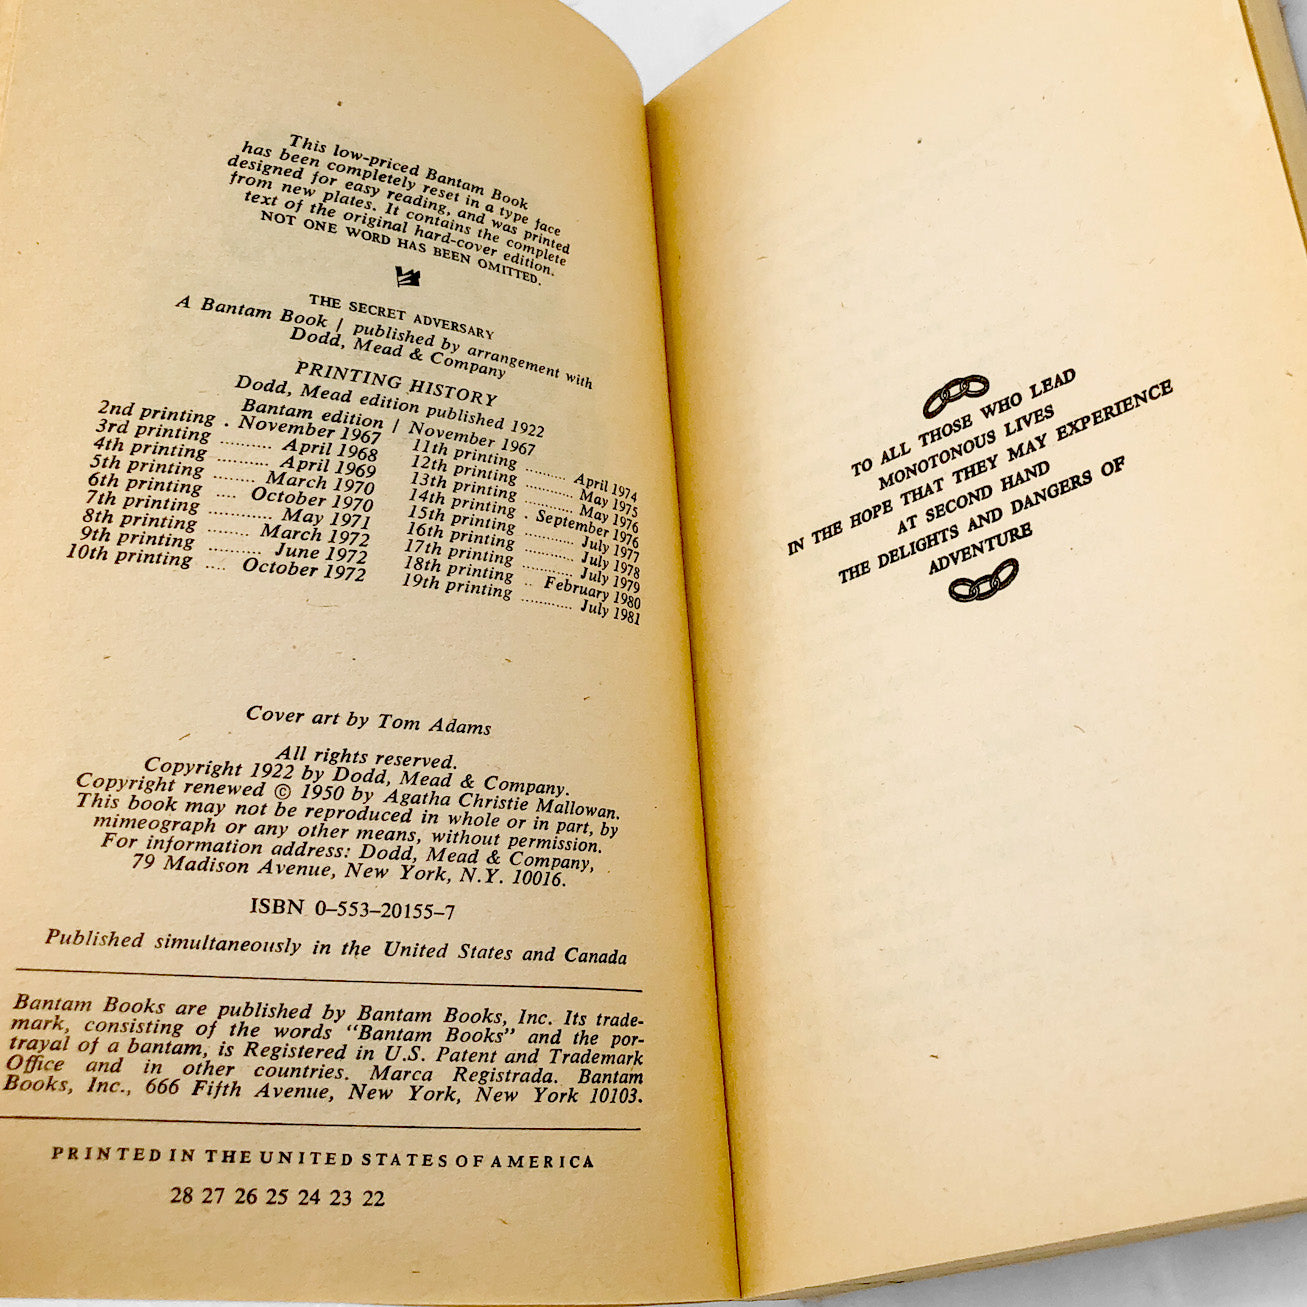 This low-priced Bantam Book
has been completely reset in a type face
designed for easy reading, and was printed
from new plates. It contains the complete
text of the original hard-cover edition.
NOT ONE WORD HAS BEEN OMITTED.
THE SECRET ADVERSARY
A Bantam Book / published by arrangement with
Dodd, Mead & Company
PRINTING HISTORY
Dodd, Mead edition published 1922
Bantam edition / November 1967
2nd printing . November 1967
3rd printing .......... April 1968
4th printing .......... April 1969
5th printing ........ March 1970
6th printing .... October 1970
7th printing ............ May 1971
8th printing ........ March 1972
9th printing .......... June 1972
10th printing .... October 1972
11th printing ........ April 1974
12th printing ............ May 1975
13th printing ............ May 1976
14th printing . September 1976
15th printing ............ July 1977
16th printing ............ July 1978
17th printing ............ July 1979
18th printing .. February 1980
19th printing ............ July 1981
Cover art by Tom Adams
All rights reserved.
Copyright 1922 by Dodd, Mead & Company.
Copyright renewed © 1950 by Agatha Christie Mallowan.
This book may not be reproduced in whole or in part, by
mimeograph or any other means, without permission.
For information address: Dodd, Mead & Company,
79 Madison Avenue, New York, N.Y. 10016.
ISBN 0–553–20155–7
Published simultaneously in the United States and Canada
Bantam Books are published by Bantam Books, Inc. Its trade-
mark, consisting of the words "Bantam Books" and the por-
trayal of a bantam, is Registered in U.S. Patent and Trademark
Office and in other countries. Marca Registrada. Bantam
Books, Inc., 666 Fifth Avenue, New York, New York 10103.
PRINTED IN THE UNITED STATES OF AMERICA
28 27 26 25 24 23 22
TO ALL THOSE WHO LEAD
MONOTONOUS LIVES
IN THE HOPE THAT THEY MAY EXPERIENCE
AT SECOND HAND
THE DELIGHTS AND DANGERS OF
ADVENTURE